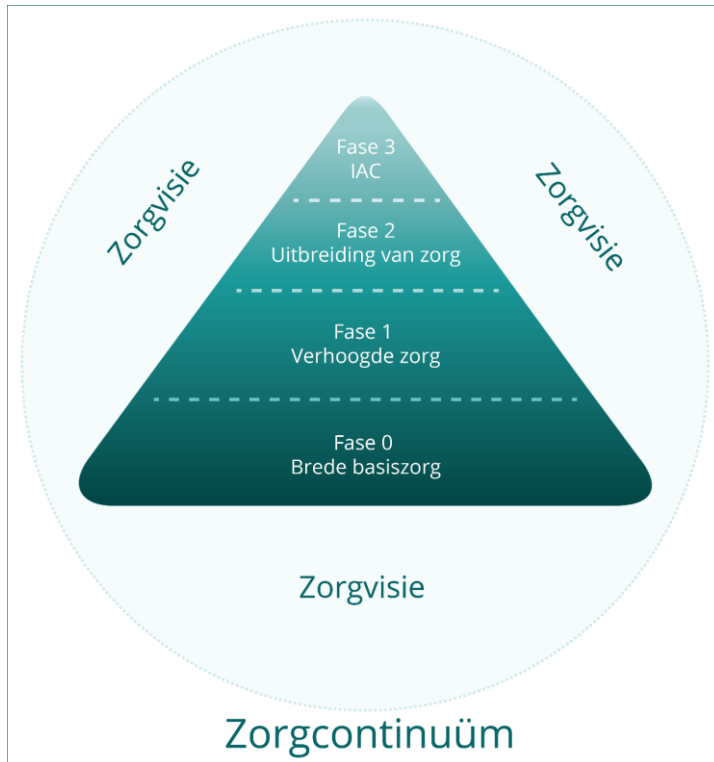 Zorgvisie
Zorgvisie
Fase 3
IAC
Fase 2
Uitbreiding van zorg
Fase 1
Verhoogde zorg
Fase 0
Brede basiszorg
Zorgvisie
Zorgcontinuüm